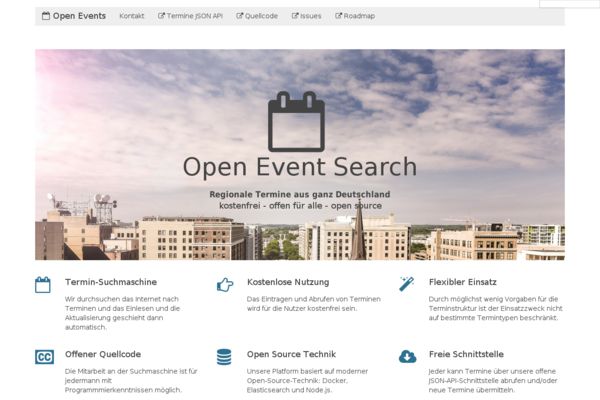 Open Events Kontakt Termine JSON API Quellcode Issues Roadmap
Open Event Search
Regionale Termine aus ganz Deutschland
kostenfrei - offen für alle - open source
Termin-Suchmaschine
Wir durchsuchen das Internet nach
Terminen und das Einlesen und die
Aktualisierung geschieht dann
automatisch.
Kostenlose Nutzung
Das Eintragen und Abrufen von Terminen
wird für die Nutzer kostenfrei sein.
Flexibler Einsatz
Durch möglichst wenig Vorgaben für die
Terminstruktur ist der Einsatzzweck nicht
auf bestimmte Termintypen beschränkt.
CC
Offener Quellcode
Die Mitarbeit an der Suchmaschine ist für
jedermann mit
Programmmierkenntnissen möglich.
Open Source Technik
Unsere Platform basiert auf moderner
Open-Source-Technik: Docker,
Elasticsearch und Node.js.
Freie Schnittstelle
Jeder kann Termine über unsere offene
JSON-API-Schnittstelle abrufen und/oder
neue Termine übermitteln.